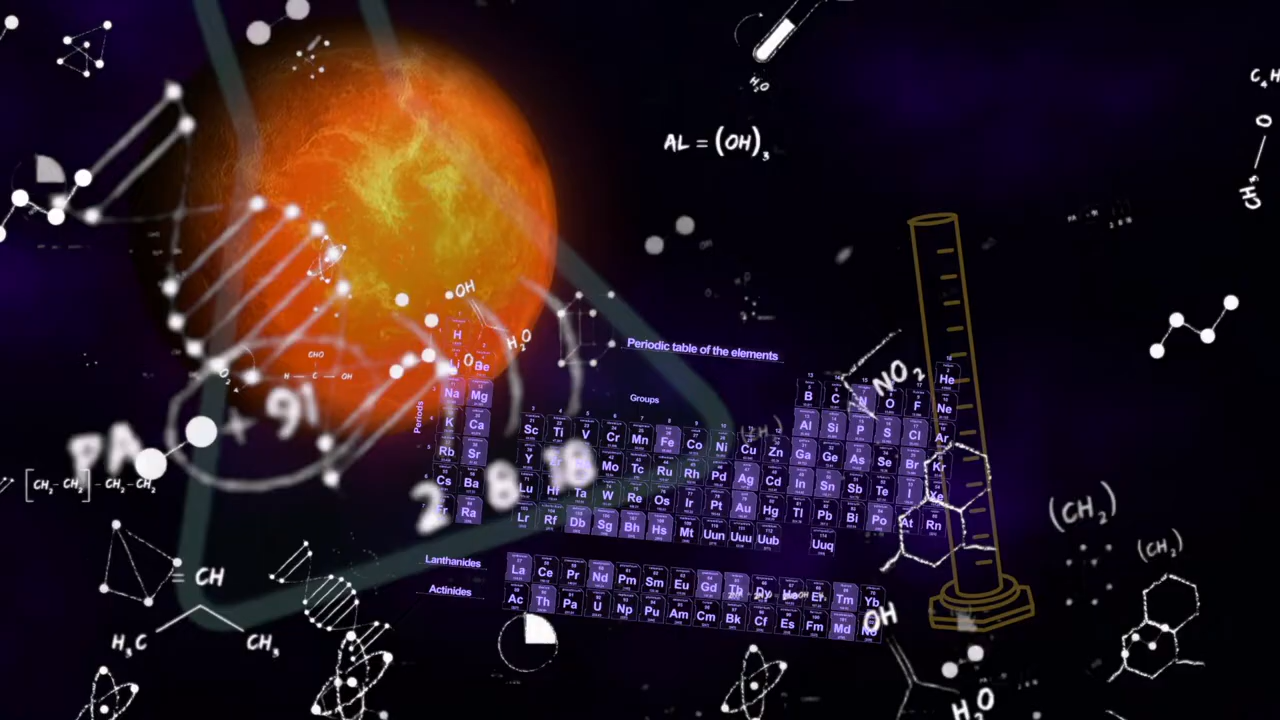 C₄H
H₂O
O
AL = (OH)₃
CH₃
OH
H₂O
H
Periodic table of the elements
CHO
H — C — OH
O₂
NO₂
He
Be
B C N O F Ne
Na Mg
Groups
Periods
Al Si P S Cl Ar
K Ca Sc Ti V Cr Mn Fe Co Ni Cu Zn Ga Ge As Se Br Kr
+ 91
PA
Rb Sr Y Mo Tc Ru Rh Pd Ag Cd In Sn Sb Te I Xe
2 8 18
[CH₂- CH₂] - CH₂ - CH₂
Cs Ba Lu Hf Ta W Re Os Ir Pt Au Hg Tl Pb Bi Po At Rn
Ra Lr Rf Db Sg Bh Hs Mt Uun Uuu Uub Uuq
(CH₂)
(CH₂)
Lanthanides La Ce Pr Nd Pm Sm Eu Gd Tb Dy Ho Er Tm Yb
Actinides Ac Th Pa U Np Pu Am Cm Bk Cf Es Fm Md No
= CH
H₃C CH₃
OH
H₂O